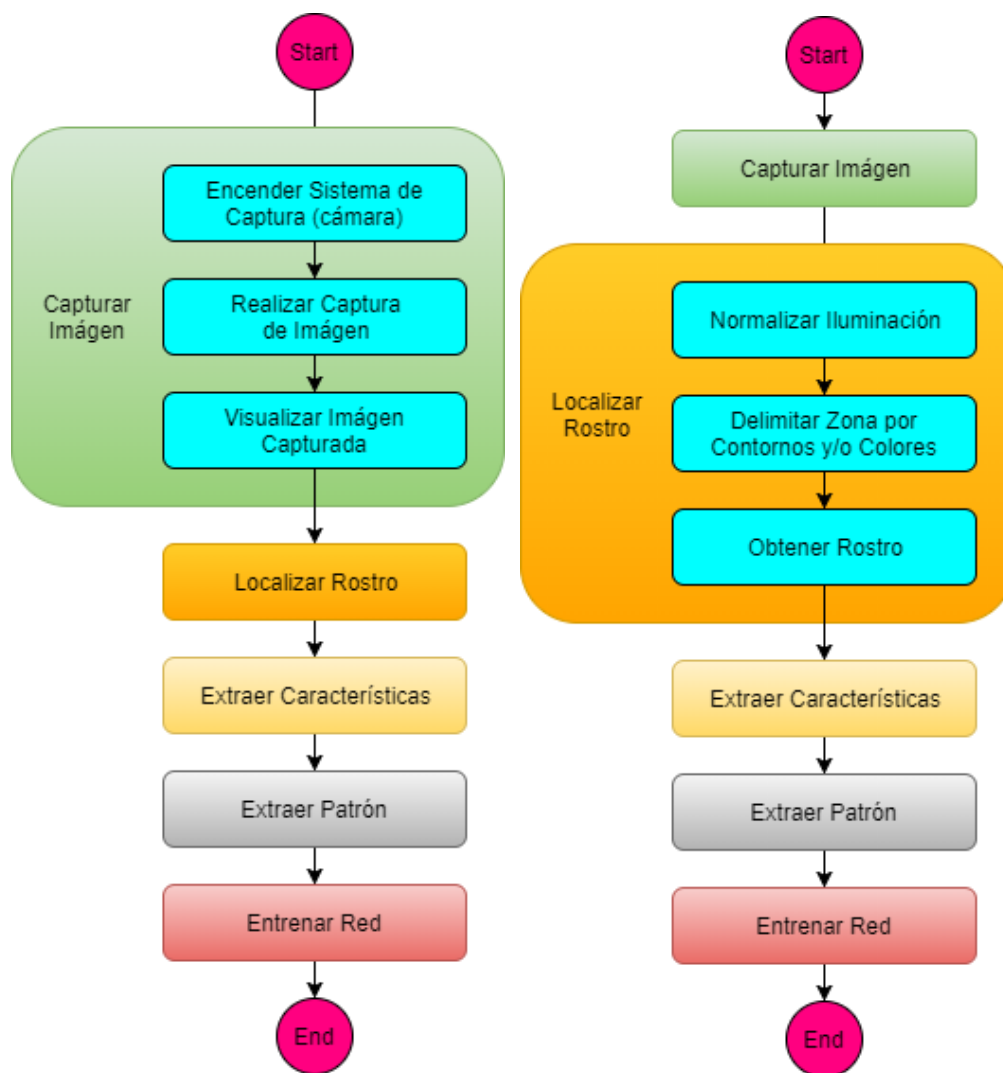 Start
Encender Sistema de
Captura (cámara)
Capturar
Imágen
Realizar Captura
de Imágen
Visualizar Imágen
Capturada
Localizar Rostro
Extraer Características
Extraer Patrón
Entrenar Red
End
Start
Capturar Imágen
Normalizar Iluminación
Localizar
Rostro
Delimitar Zona por
Contornos y/o Colores
Obtener Rostro
Extraer Características
Extraer Patrón
Entrenar Red
End